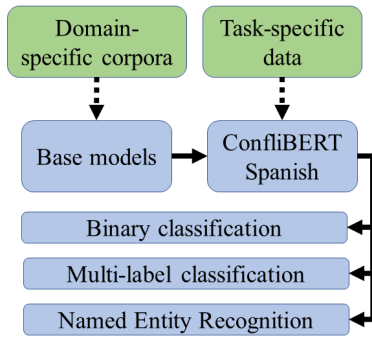 Domain-
specific corpora
Task-specific
data
Base models
ConfliBERT
Spanish
Binary classification
Multi-label classification
Named Entity Recognition